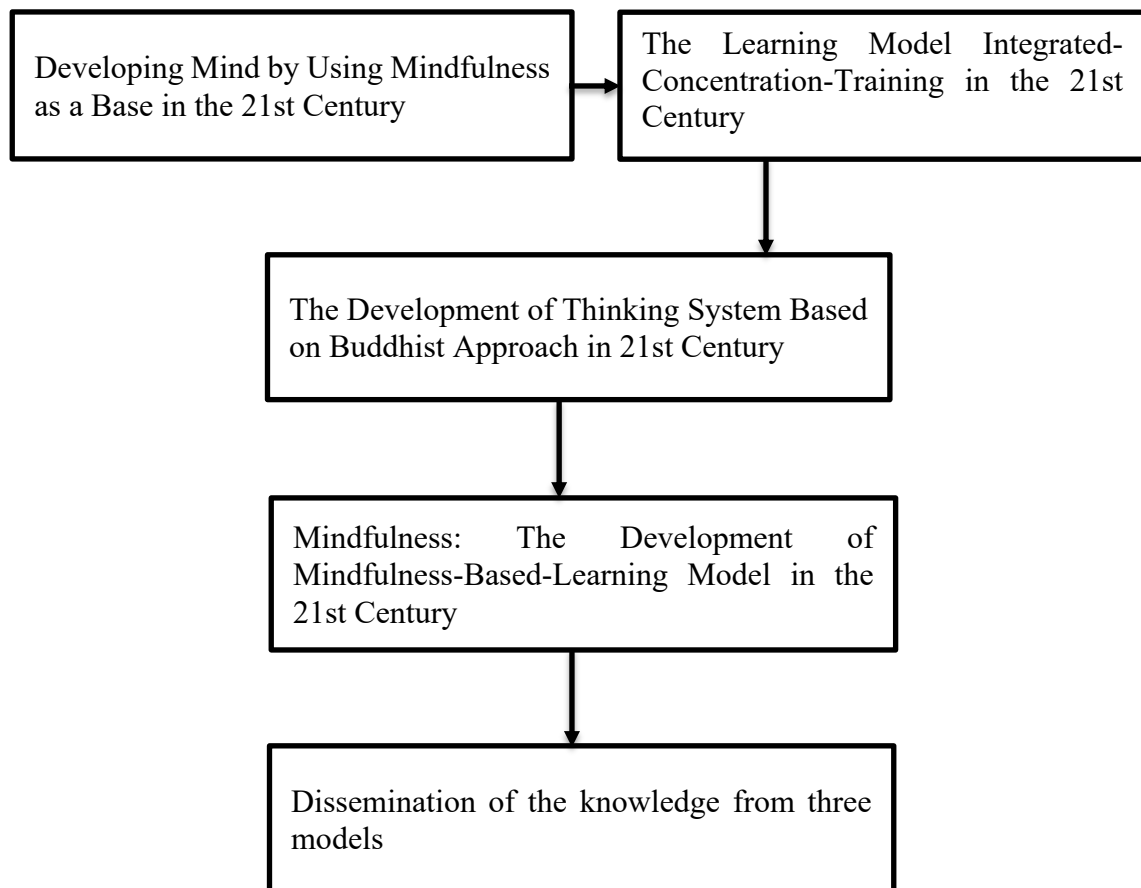 Developing Mind by Using Mindfulness
as a Base in the 21st Century
The Learning Model Integrated-
Concentration-Training in the 21st
Century
The Development of Thinking System Based
on Buddhist Approach in 21st Century
Mindfulness: The Development of
Mindfulness-Based-Learning Model in the
21st Century
Dissemination of the knowledge from three
models